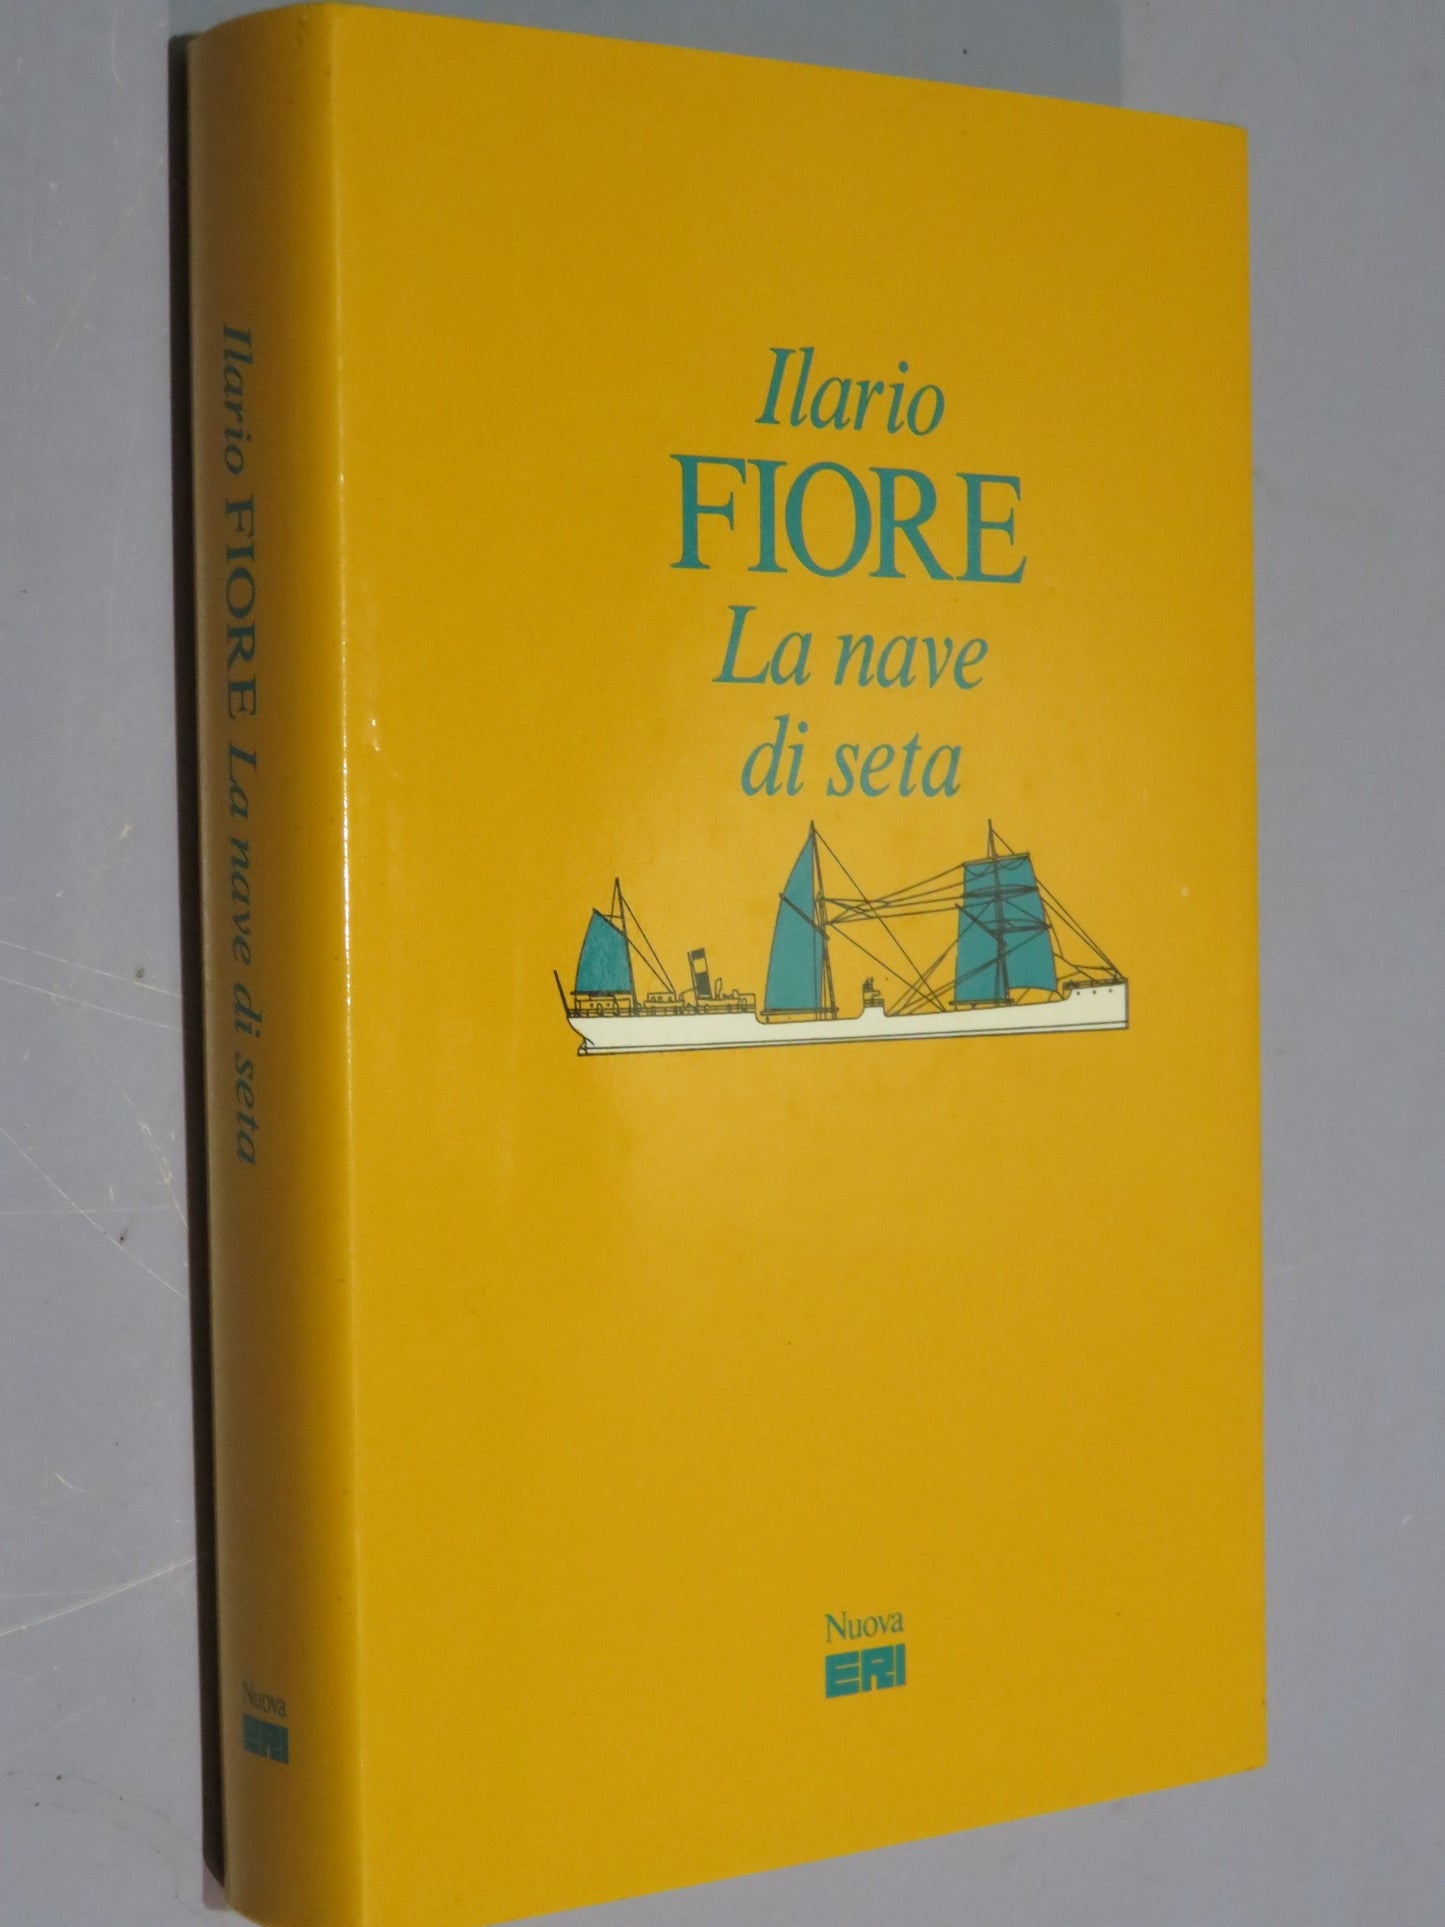 Ilario FIORE La nave di seta
Nuova
ERI
Ilario
FIORE
La nave
di seta
Nuova
ERI